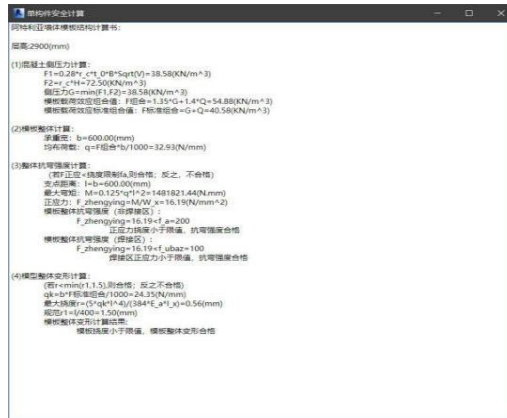 单构件安全计算
阿特利亚墙体模板结构计算书:
层高:2900(mm)
(1)混凝土侧压力计算:
F1=0.28*r_c*t_0*B*Sqrt(V)=38.58(KN/m^3)
F2=r_c*H=72.50(KN/m^3)
侧压力G=min(F1,F2)=38.58(KN/m^3)
模板载荷效应组合值: F组合=1.35*G+1.4*Q=54.88(KN/m^3)
模板载荷效应标准组合值: F标准组合=G+Q=40.58(KN/m^3)
(2)模板整体计算:
承重宽: b=600.00(mm)
均布荷载: q=F组合*b/1000=32.93(N/mm)
(3)整体抗弯强度计算:
(若F正应<挠度限制fa,则合格; 反之, 不合格)
支点距离: l=b=600.00(mm)
最大弯矩: M=0.125*q*l^2=1481821.44(N.mm)
正应力: F_zhengying=M/W_x=16.19(N/mm^2)
模板整体抗弯强度 (非焊接区) :
F_zhengying=16.19<f_a=200
正应力挠度小于限值, 抗弯强度合格
模板整体抗弯强度 (焊接区) :
F_zhengying=16.19<f_ubaz=100
焊接区正应力小于限值, 抗弯强度合格
(4)模型整体变形计算:
(若r<min(r1,1.5),则合格; 反之不合格)
qk=b*F标准组合/1000=24.35(N/mm)
最大挠度r=(5*qk*l^4)/(384*E_a*I_x)=0.56(mm)
规范r1=l/400=1.50(mm)
模板整体变形计算结果:
模板挠度小于限值, 模板整体变形合格